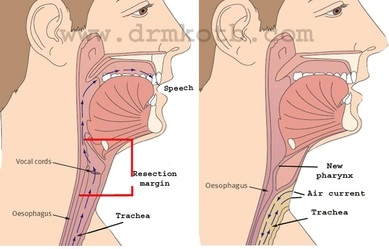 www.drmkotb.com
Speech
Vocal cords
Resection
margin
Oesophagus
Trachea
New
pharynx
Oesophagus
Air current
Trachea